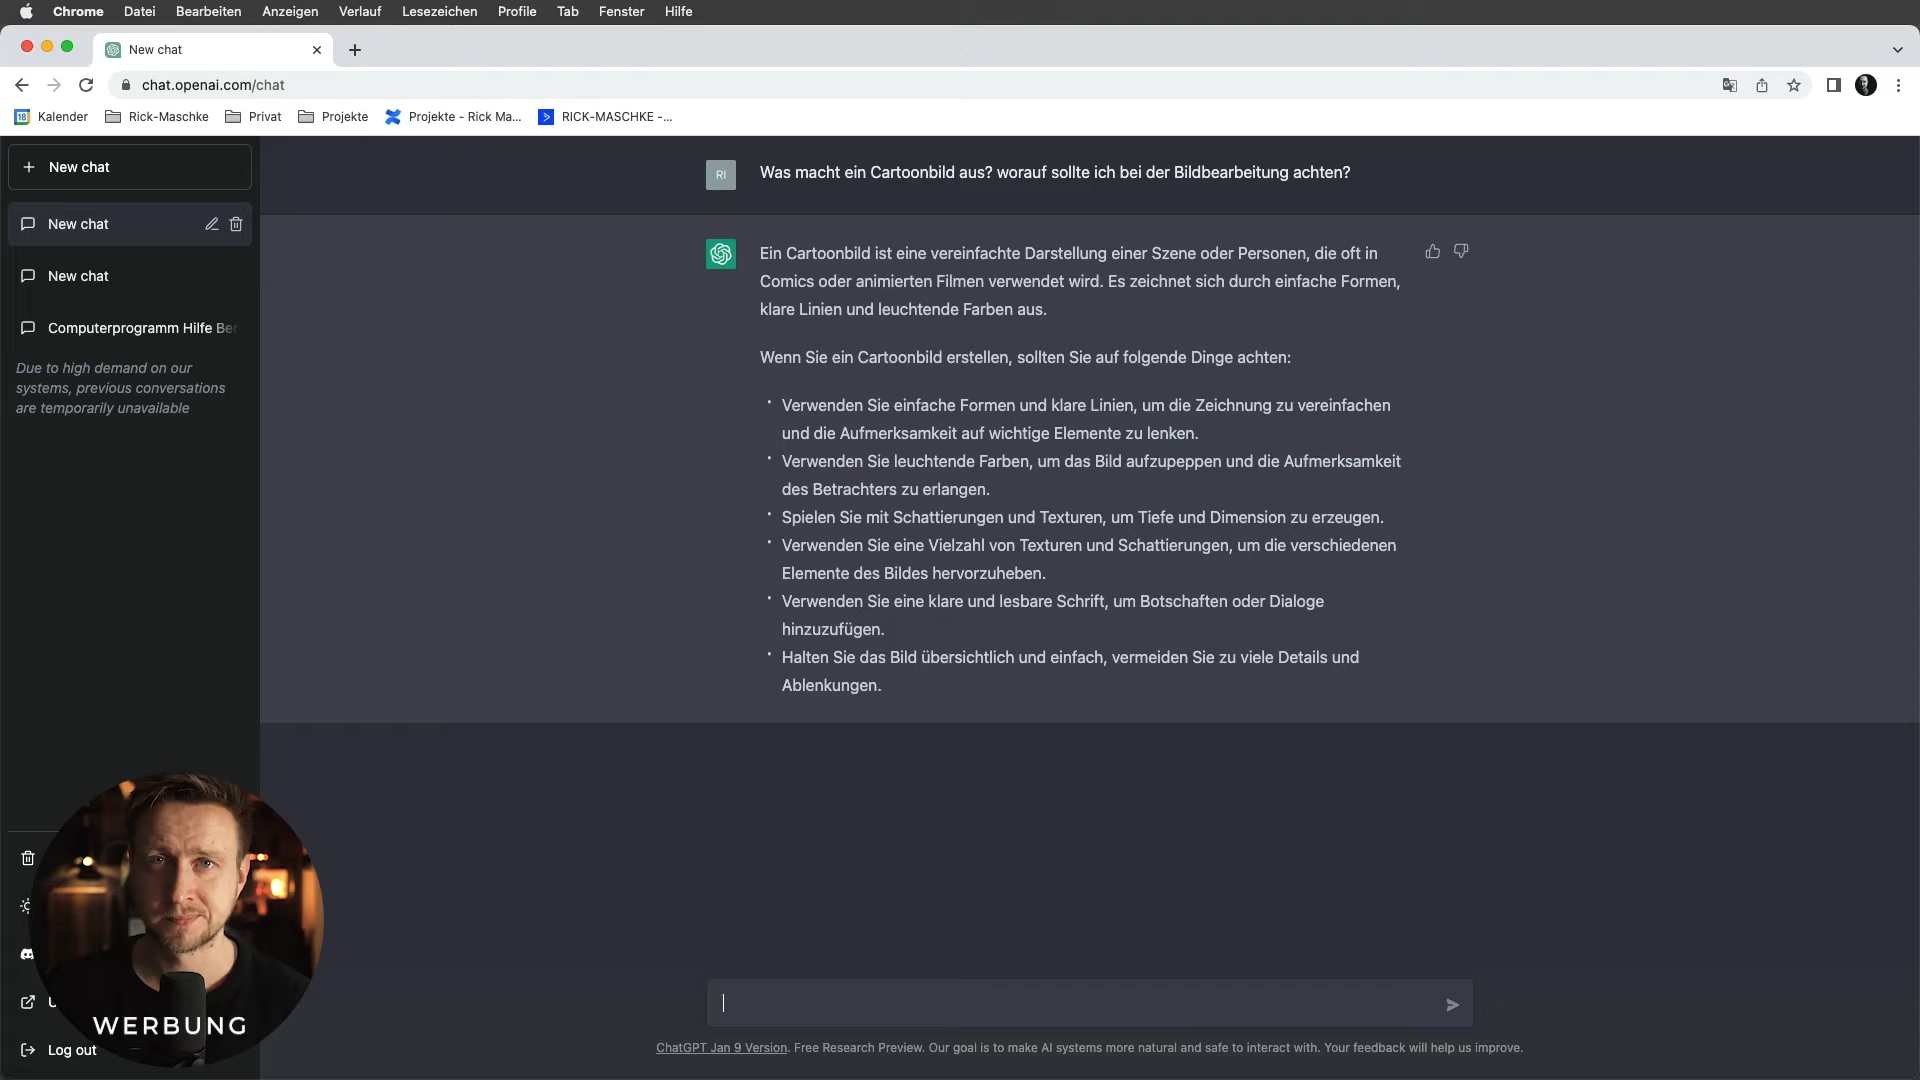 Chrome Datei Bearbeiten Anzeigen Verlauf Lesezeichen Profile Tab Fenster Hilfe
New chat
chat.openai.com/chat
18 Kalender Rick-Maschke Privat Projekte Projekte - Rick Ma... RICK-MASCHKE -...
New chat
New chat
New chat
Computerprogramm Hilfe Ber
Due to high demand on our
systems, previous conversations
are temporarily unavailable
RI Was macht ein Cartoonbild aus? worauf sollte ich bei der Bildbearbeitung achten?
Ein Cartoonbild ist eine vereinfachte Darstellung einer Szene oder Personen, die oft in
Comics oder animierten Filmen verwendet wird. Es zeichnet sich durch einfache Formen,
klare Linien und leuchtende Farben aus.
Wenn Sie ein Cartoonbild erstellen, sollten Sie auf folgende Dinge achten:
• Verwenden Sie einfache Formen und klare Linien, um die Zeichnung zu vereinfachen
und die Aufmerksamkeit auf wichtige Elemente zu lenken.
• Verwenden Sie leuchtende Farben, um das Bild aufzupeppen und die Aufmerksamkeit
des Betrachters zu erlangen.
• Spielen Sie mit Schattierungen und Texturen, um Tiefe und Dimension zu erzeugen.
• Verwenden Sie eine Vielzahl von Texturen und Schattierungen, um die verschiedenen
Elemente des Bildes hervorzuheben.
• Verwenden Sie eine klare und lesbare Schrift, um Botschaften oder Dialoge
hinzuzufügen.
• Halten Sie das Bild übersichtlich und einfach, vermeiden Sie zu viele Details und
Ablenkungen.
WERBUNG
Log out
ChatGPT Jan 9 Version. Free Research Preview. Our goal is to make AI systems more natural and safe to interact with. Your feedback will help us improve.